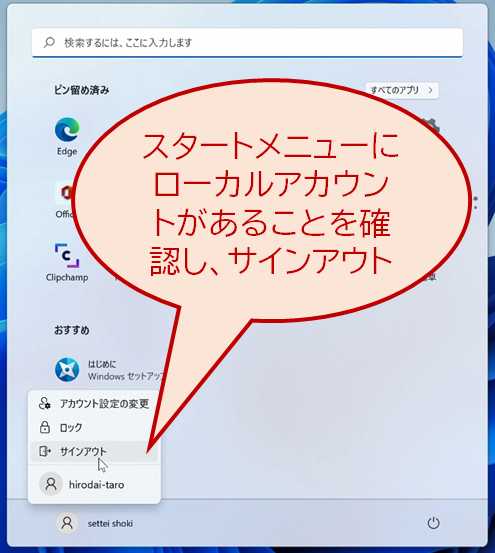 検索するには、ここに入力します
ピン留め済み
すべてのアプリ
Edge
スタートメニューに
ローカルアカウン
トがあることを確
認し、サインアウト
Clipchamp
おすすめ
はじめに
Windows セットアップ
アカウント設定の変更
ロック
サインアウト
hirodai-taro
settei shoki